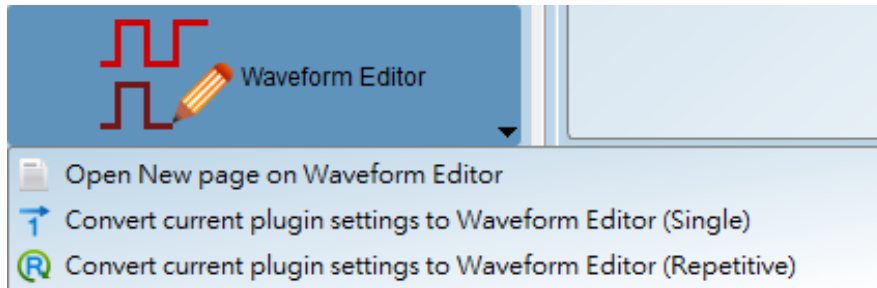 Waveform Editor
Open New page on Waveform Editor
1 Convert current plugin settings to Waveform Editor (Single)
R Convert current plugin settings to Waveform Editor (Repetitive)